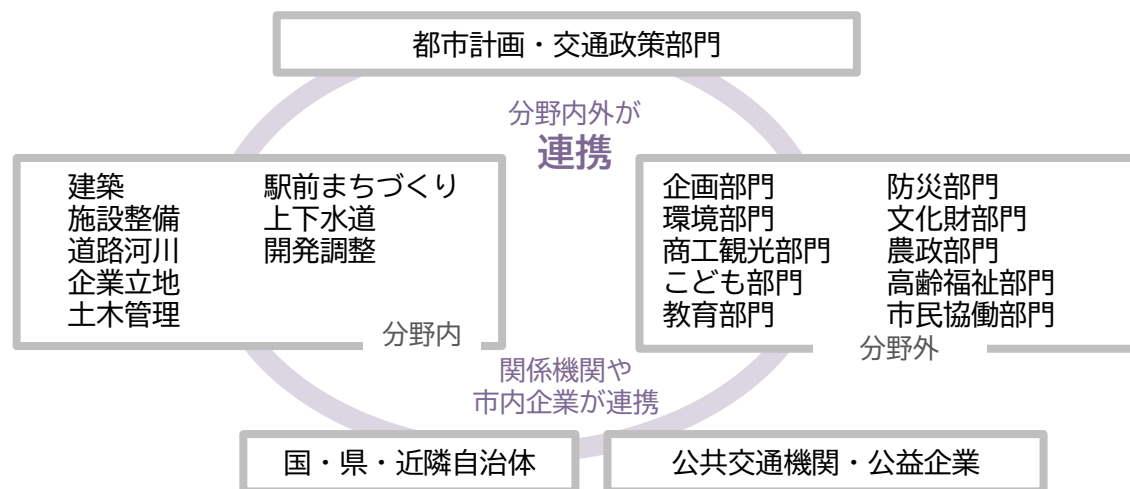 都市計画・交通政策部門
分野内外が
連携
建築
施設整備
道路河川
企業立地
土木管理
駅前まちづくり
上下水道
開発調整
分野内
企画部門
環境部門
商工観光部門
こども部門
教育部門
防災部門
文化財部門
農政部門
高齢福祉部門
市民協働部門
分野外
関係機関や
市内企業が連携
国・県・近隣自治体
公共交通機関・公益企業